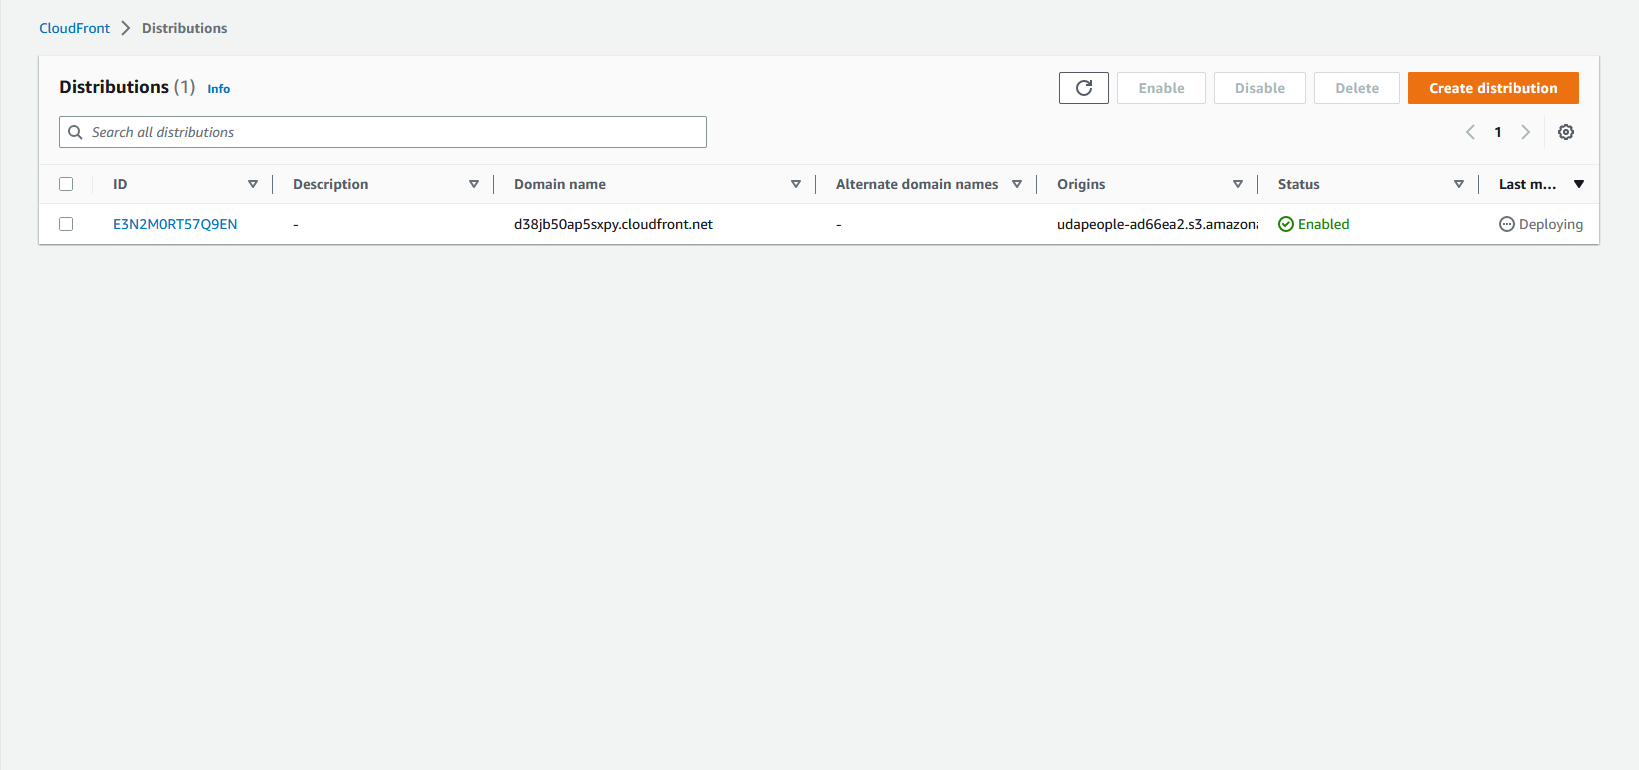 CloudFront Distributions
Distributions (1) Info
Enable Disable Delete Create distribution
Search all distributions
1
ID Description Domain name Alternate domain names Origins Status Last m...
E3N2M0RT57Q9EN - d38jb50ap5sxpy.cloudfront.net - udapeople-ad66ea2.s3.amazona Enabled Deploying